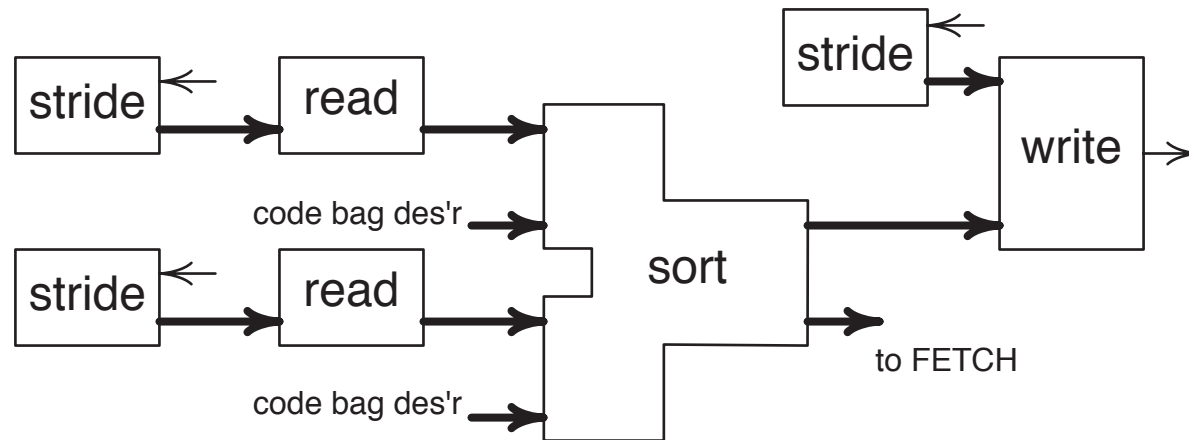 stride
stride
read
write
code bag des'r
stride
read
sort
to FETCH
code bag des'r